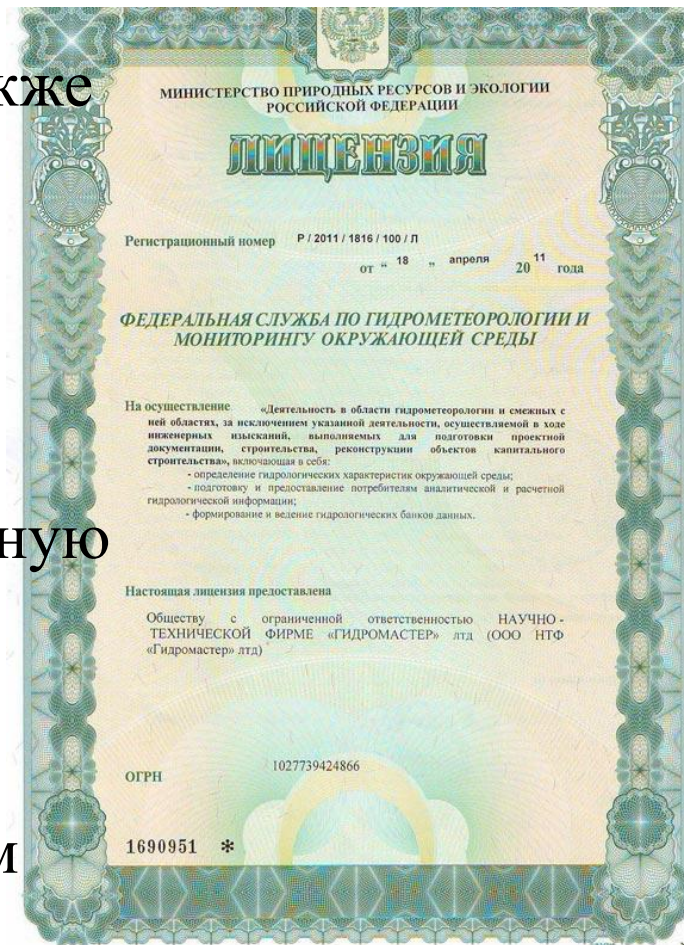 кже
МИНИСТЕРСТВО ПРИРОДНЫХ РЕСУРСОВ И ЭКОЛОГИИ
РОССИЙСКОЙ ФЕДЕРАЦИИ
ЛИЦЕНЗИЯ
Регистрационный номер Р / 2011 / 1816 / 100 / Л
от “ 18 „ апреля 20 11 года
ФЕДЕРАЛЬНАЯ СЛУЖБА ПО ГИДРОМЕТЕОРОЛОГИИ И
МОНИТОРИНГУ ОКРУЖАЮЩЕЙ СРЕДЫ
На осуществление «Деятельность в области гидрометеорологии и смежных с
ней областях, за исключением указанной деятельности, осуществляемой в ходе
инженерных изысканий, выполняемых для подготовки проектной
документации, строительства, реконструкции объектов капитального
строительства», включающая в себя:
- определение гидрологических характеристик окружающей среды;
- подготовку и предоставление потребителям аналитической и расчетной
гидрологической информации;
- формирование и ведение гидрологических банков данных.
ную
Настоящая лицензия предоставлена
Обществу с ограниченной ответственностью НАУЧНО -
ТЕХНИЧЕСКОЙ ФИРМЕ «ГИДРОМАСТЕР» лтд (ООО НТФ
«Гидромастер» лтд)
ОГРН 1027739424866
1690951 *
м